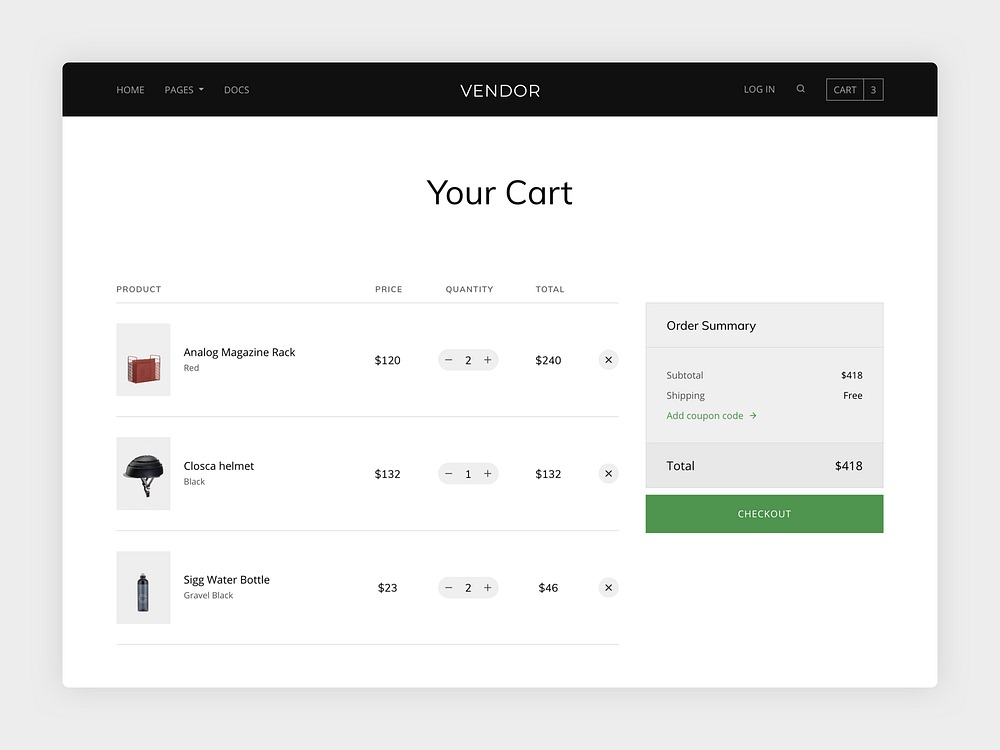 HOME PAGES DOCS VENDOR LOG IN CART 3
Your Cart
PRODUCT PRICE QUANTITY TOTAL
Analog Magazine Rack
Red
$120 − 2 + $240 ×
Closca helmet
Black
$132 − 1 + $132 ×
Sigg Water Bottle
Gravel Black
$23 − 2 + $46 ×
Order Summary
Subtotal $418
Shipping Free
Add coupon code →
Total $418
CHECKOUT